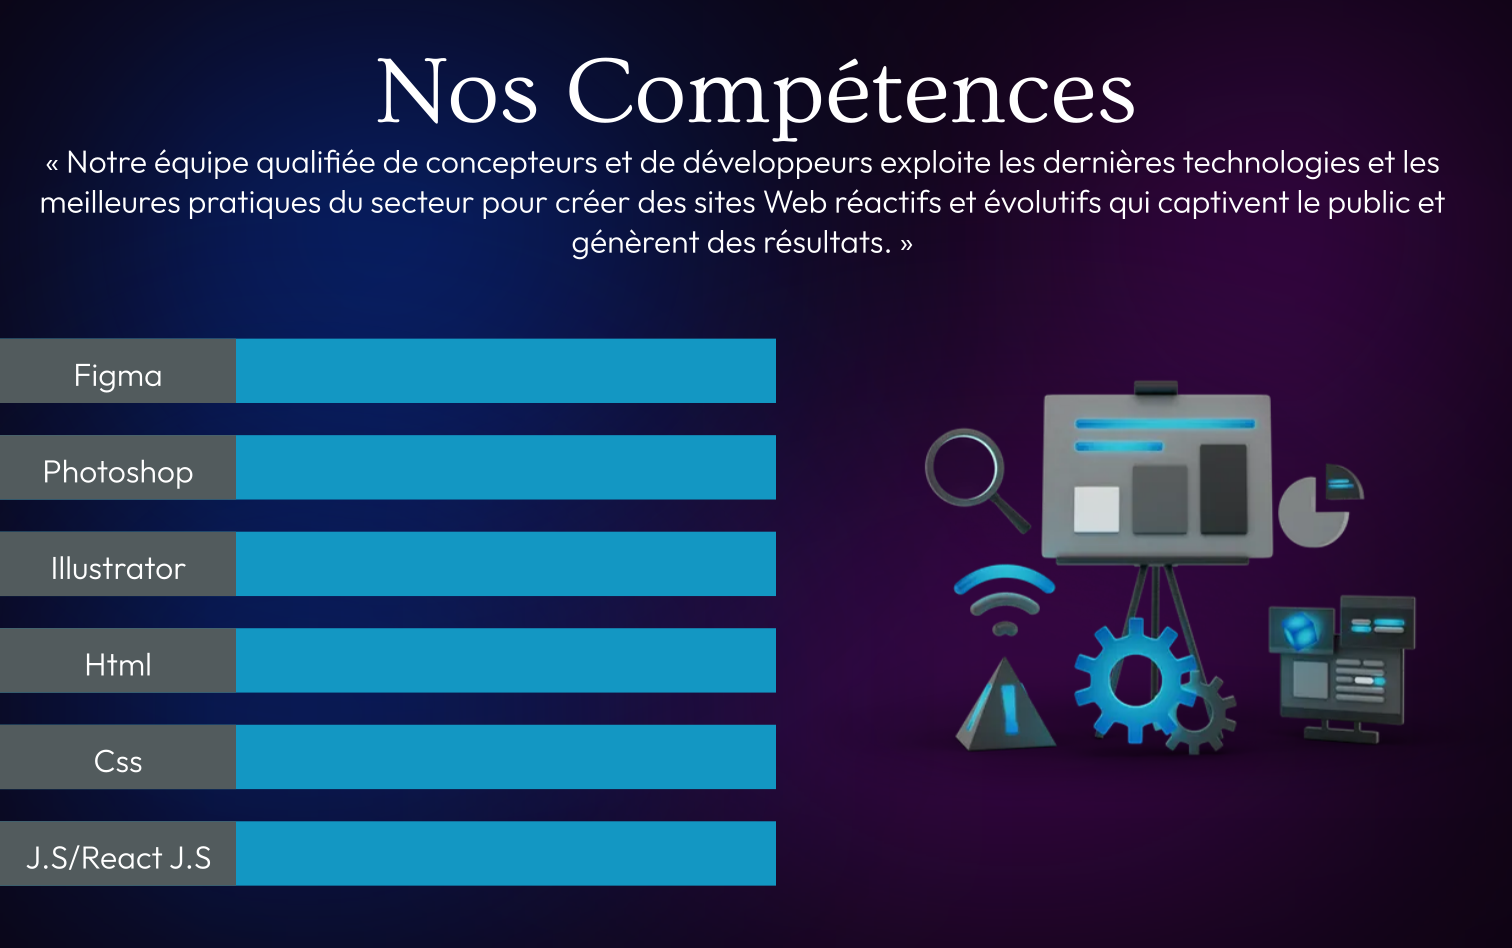 Nos Compétences
« Notre équipe qualifiée de concepteurs et de développeurs exploite les dernières technologies et les
meilleures pratiques du secteur pour créer des sites Web réactifs et évolutifs qui captivent le public et
génèrent des résultats. »
Figma
Photoshop
Illustrator
Html
Css
J.S/React J.S